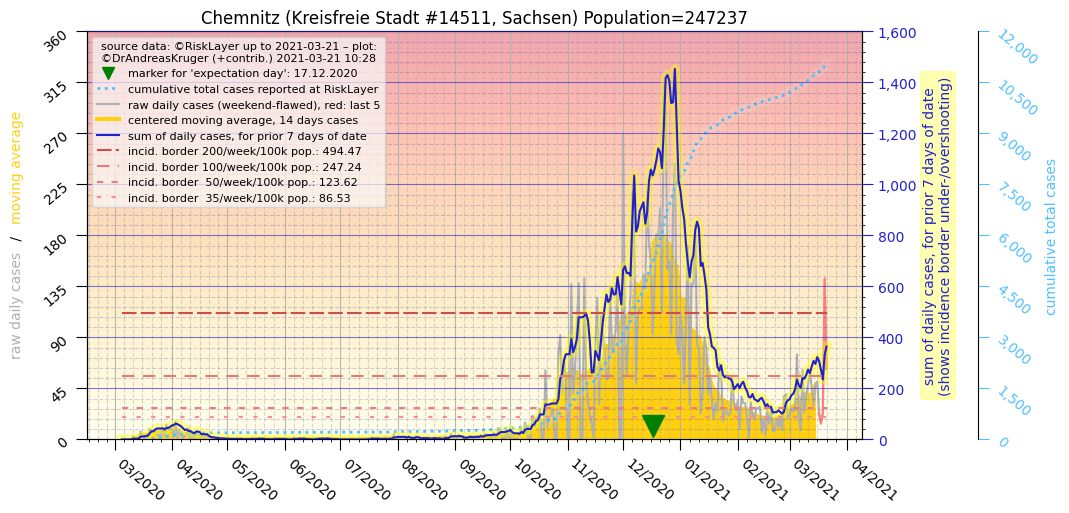 Chemnitz (Kreisfreie Stadt #14511, Sachsen) Population=247237
source data: ©RiskLayer up to 2021-03-21 – plot:
©DrAndreasKruger (+contrib.) 2021-03-21 10:28
marker for 'expectation day': 17.12.2020
cumulative total cases reported at RiskLayer
raw daily cases (weekend-flawed), red: last 5
centered moving average, 14 days cases
sum of daily cases, for prior 7 days of date
incid. border 200/week/100k pop.: 494.47
incid. border 100/week/100k pop.: 247.24
incid. border  50/week/100k pop.: 123.62
incid. border  35/week/100k pop.: 86.53
raw daily cases / moving average
360
315
270
225
180
135
90
45
0
1,600
1,400
1,200
1,000
800
600
400
200
0
sum of daily cases, for prior 7 days of date
(shows incidence border under-/overshooting)
12,000
10,500
9,000
7,500
6,000
4,500
3,000
1,500
0
cumulative total cases
03/2020
04/2020
05/2020
06/2020
07/2020
08/2020
09/2020
10/2020
11/2020
12/2020
01/2021
02/2021
03/2021
04/2021